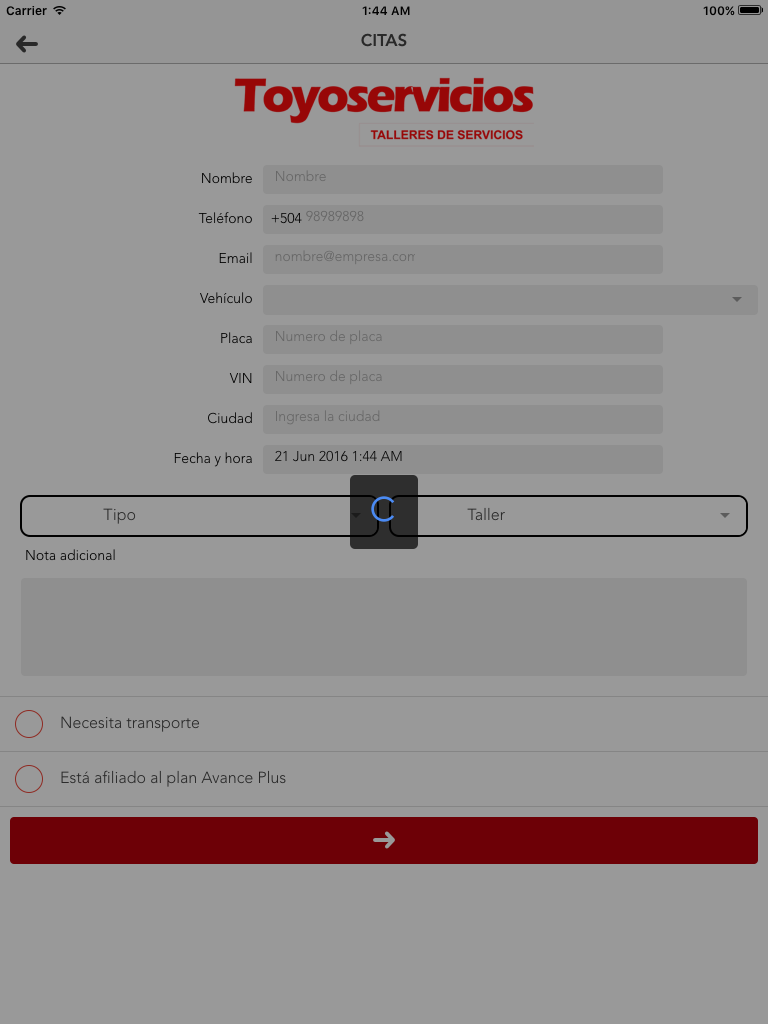 Carrier 1:44 AM 100%
CITAS
Toyoservicios
TALLERES DE SERVICIOS
Nombre Nombre
Teléfono +504 98989898
Email nombre@empresa.com
Vehículo
Placa Numero de placa
VIN Numero de placa
Ciudad Ingresa la ciudad
Fecha y hora 21 Jun 2016 1:44 AM
Tipo Taller
Nota adicional
Necesita transporte
Está afiliado al plan Avance Plus